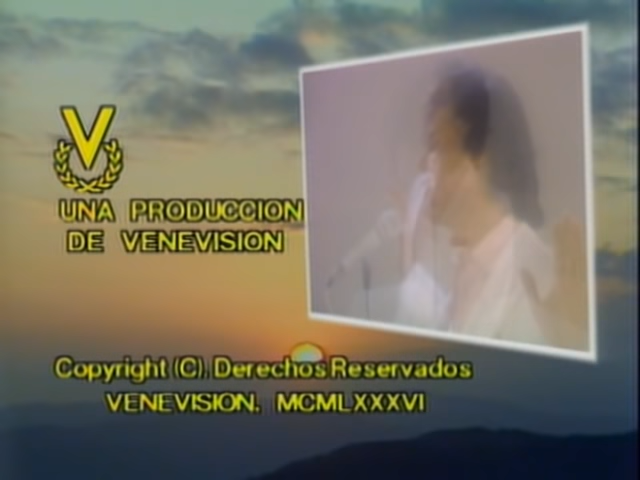 V
UNA PRODUCCION
DE VENEVISION
Copyright (C). Derechos Reservados
VENEVISION. MCMLXXXVI